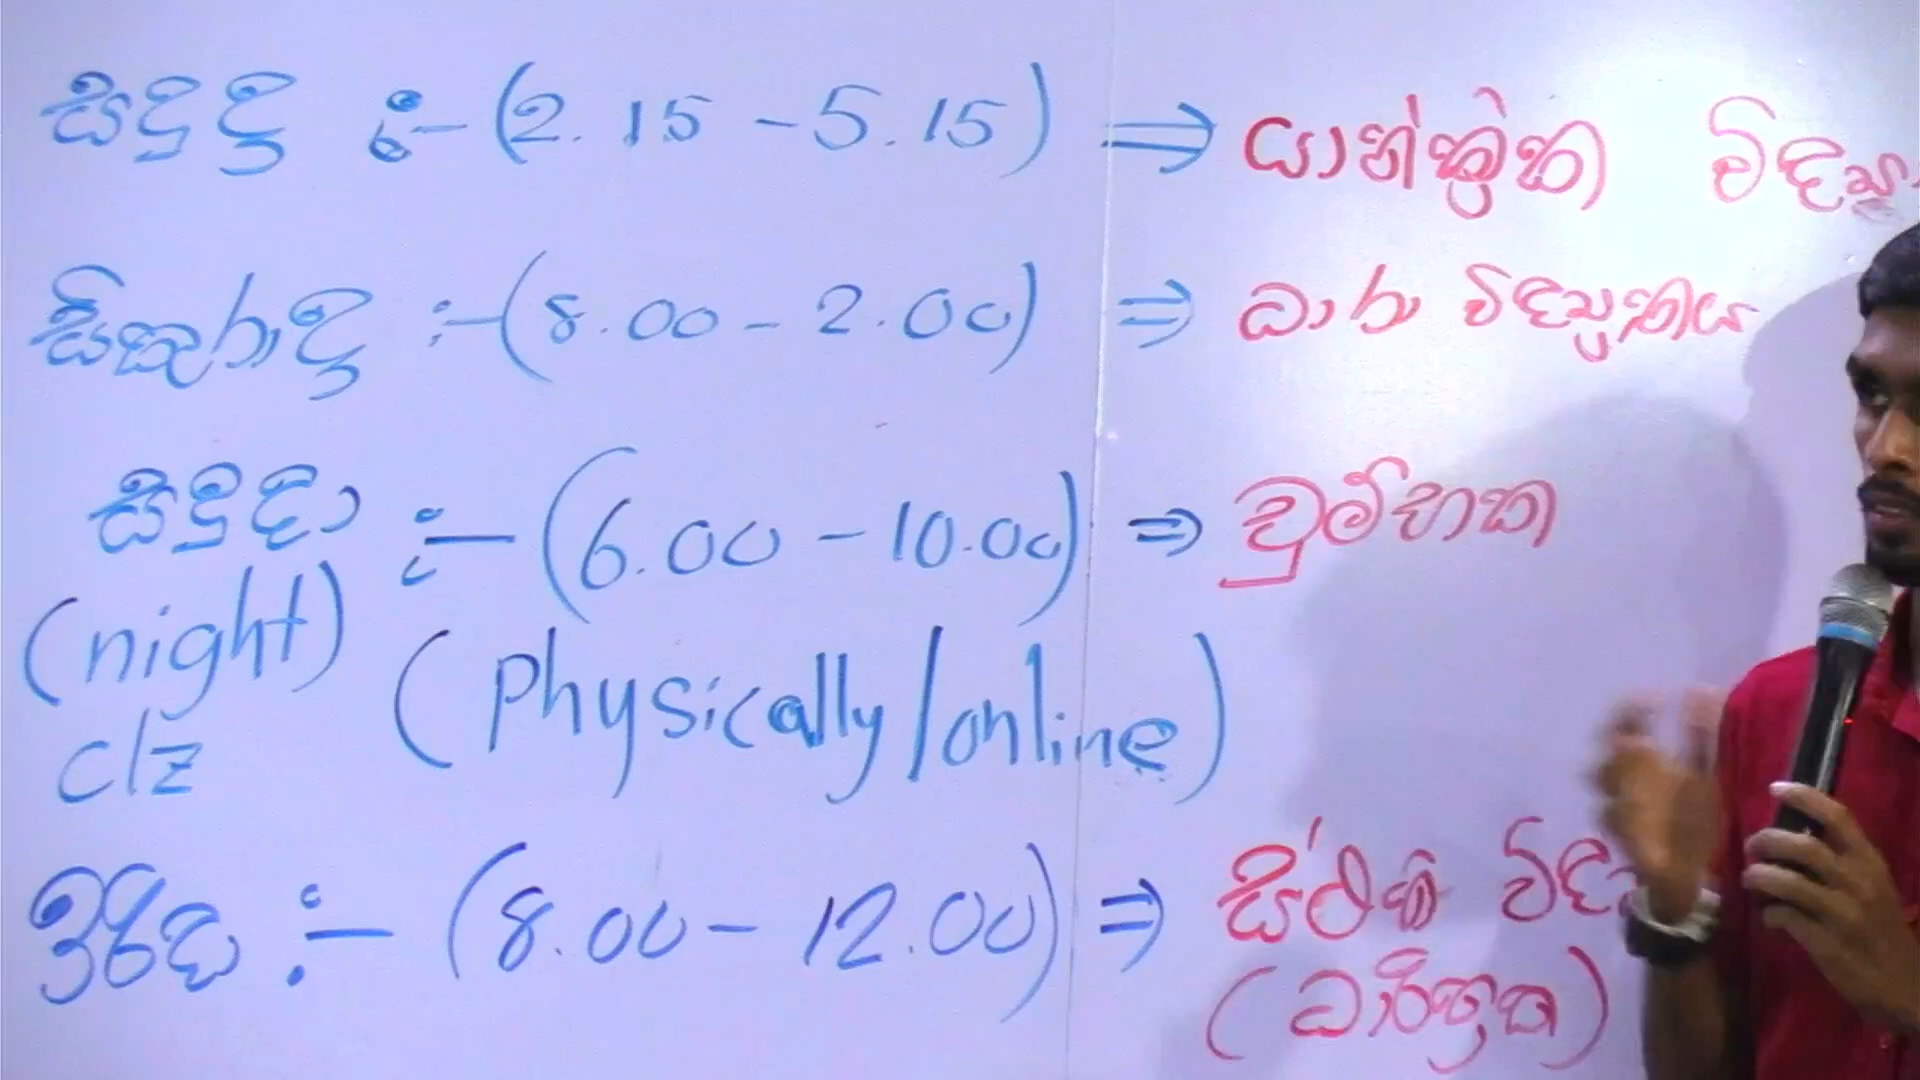 සඳුදු :- (2.15 - 5.15) ⇒ යාන්ත්‍රික
සිකුරාදු :- (8.00 - 2.00) ⇒ ධාරා විද්‍යුතය
සඳුදා :- (6.00 - 10.00) ⇒ චුම්භක
(night) (Physically/online)
clz
ඉරිදා :- (8.00 - 12.00) ⇒ ස්ථිති
(ධාරිත්‍රක)